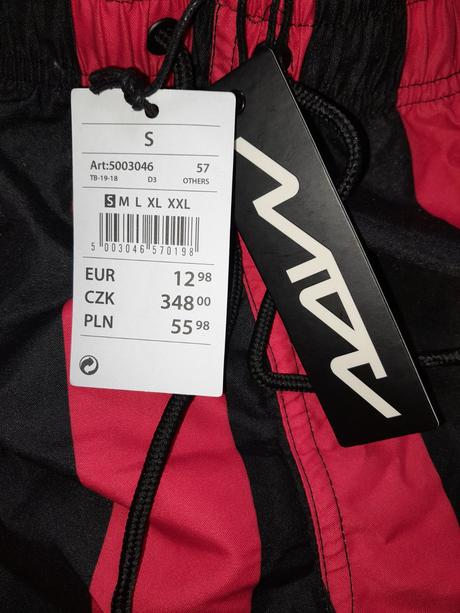 S
Art:5003046 57
TB-19-18 D3 OTHERS
S M L XL XXL
5 003046 570198
EUR 12.98
CZK 348.00
PLN 55.98